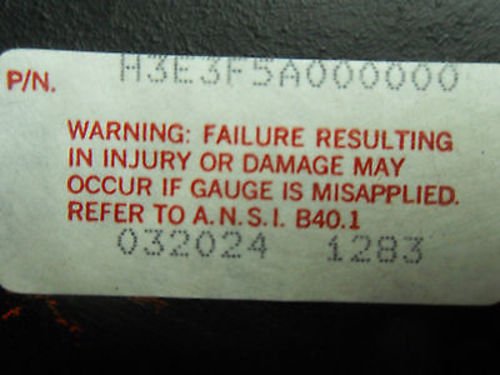 P/N. H3E3F5A000000
WARNING: FAILURE RESULTING
IN INJURY OR DAMAGE MAY
OCCUR IF GAUGE IS MISAPPLIED.
REFER TO A.N.S.I. B40.1
032024 1283